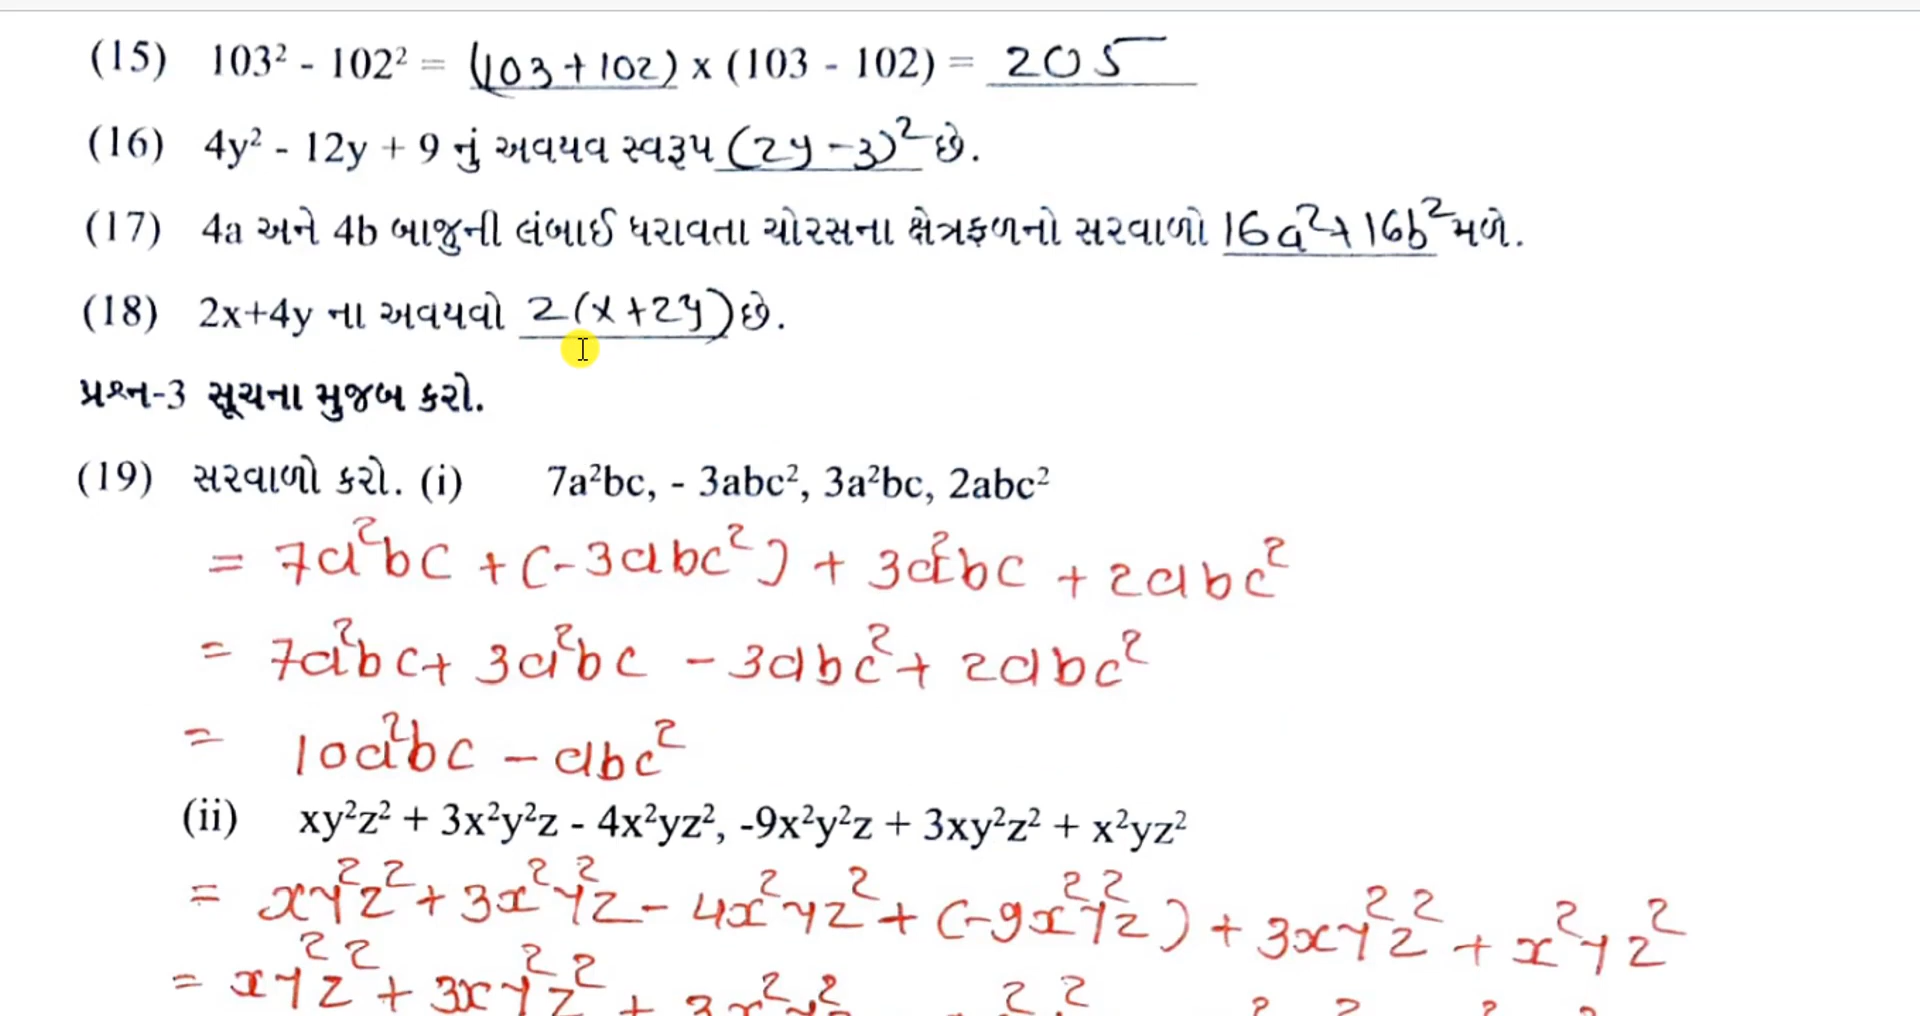 (15) 103² - 102² = (103+102) x (103 - 102) = 205
(16) 4y² - 12y + 9 નું અવયવ સ્વરૂપ (2y-3)² છે.
(17) 4a અને 4b બાજુની લંબાઈ ધરાવતા ચોરસના ક્ષેત્રફળનો સરવાળો 16a²+16b² મળે.
(18) 2x+4y ના અવયવો 2(x+2y) છે.
પ્રશ્ન-3 સૂચના મુજબ કરો.
(19) સરવાળો કરો. (i) 7a²bc, - 3abc², 3a²bc, 2abc²
= 7a²bc + (-3abc²) + 3a²bc + 2abc²
= 7a²bc + 3a²bc - 3abc² + 2abc²
= 10a²bc - abc²
(ii) xy²z² + 3x²y²z - 4x²yz², -9x²y²z + 3xy²z² + x²yz²
= xy²z² + 3x²y²z - 4x²yz² + (-9x²y²z) + 3xy²z² + x²yz²
= xy²z² + 3xy²z² +